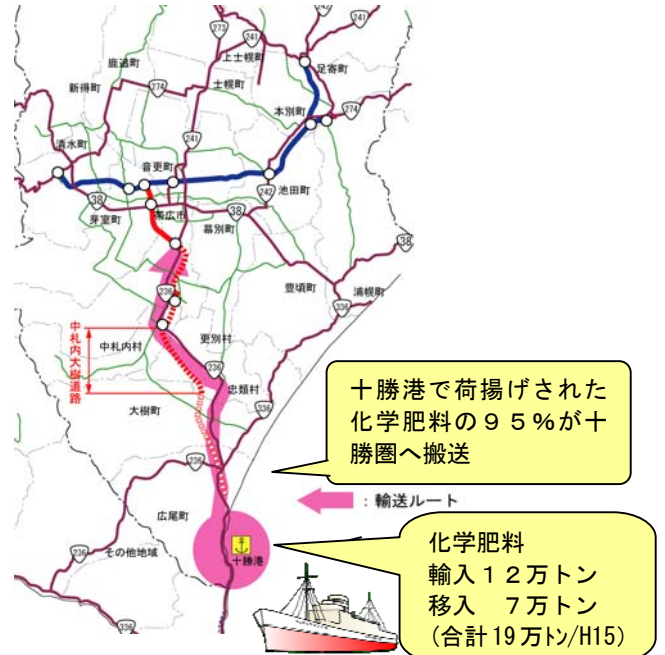 241
242
241
273
上士幌町
足寄町
鹿追町
274
士幌町
新得町
本別町
274
清水町
241
音更町
池田町
242
38
芽室町
帯広市
38
幕別町
38
豊頃町
浦幌町
236
336
中札内大樹道路
中札内村
更別村
236
忠類村
大樹町
336
十勝港で荷揚げされた
化学肥料の95%が十
勝圏へ搬送
236
:輸送ルート
広尾町
236
その他地域
十勝港
化学肥料
輸入12万トン
移入 7万トン
(合計19万トン/H15)